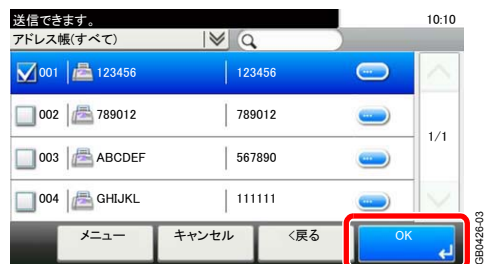 送信できます。 10:10
アドレス帳(すべて)
001 123456 123456
002 789012 789012
003 ABCDEF 567890
1/1
004 GHIJKL 111111
メニュー キャンセル <戻る OK
GB0426-03